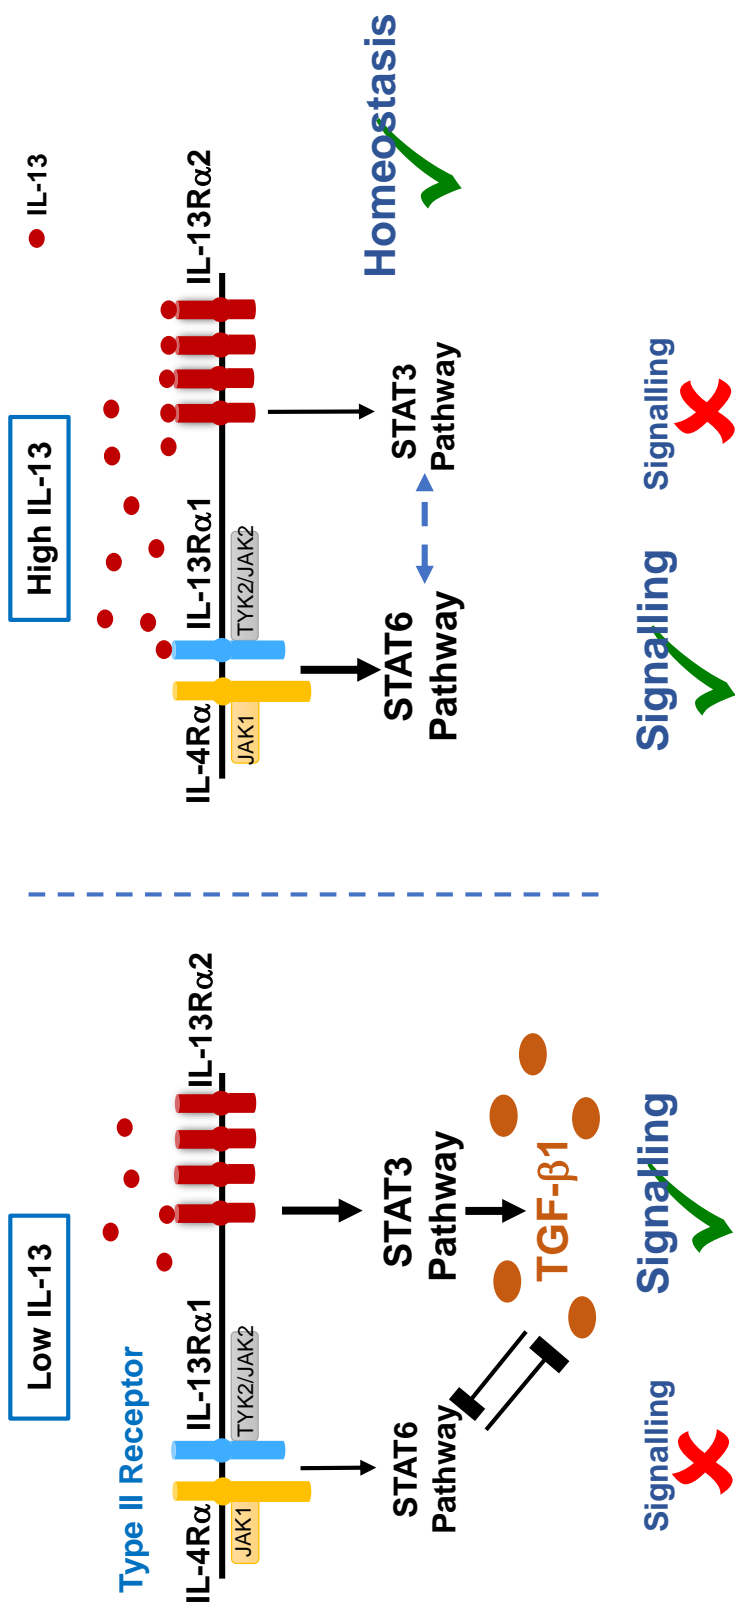 Low IL-13
Type II Receptor
IL-4Rα
IL-13Rα1
IL-13Rα2
JAK1
TYK2/JAK2
STAT6
Pathway
STAT3
Pathway
TGF-β1
Signalling
Signalling
High IL-13
IL-13
IL-4Rα
IL-13Rα1
IL-13Rα2
JAK1
TYK2/JAK2
STAT6
Pathway
STAT3
Pathway
Homeostasis
Signalling
Signalling